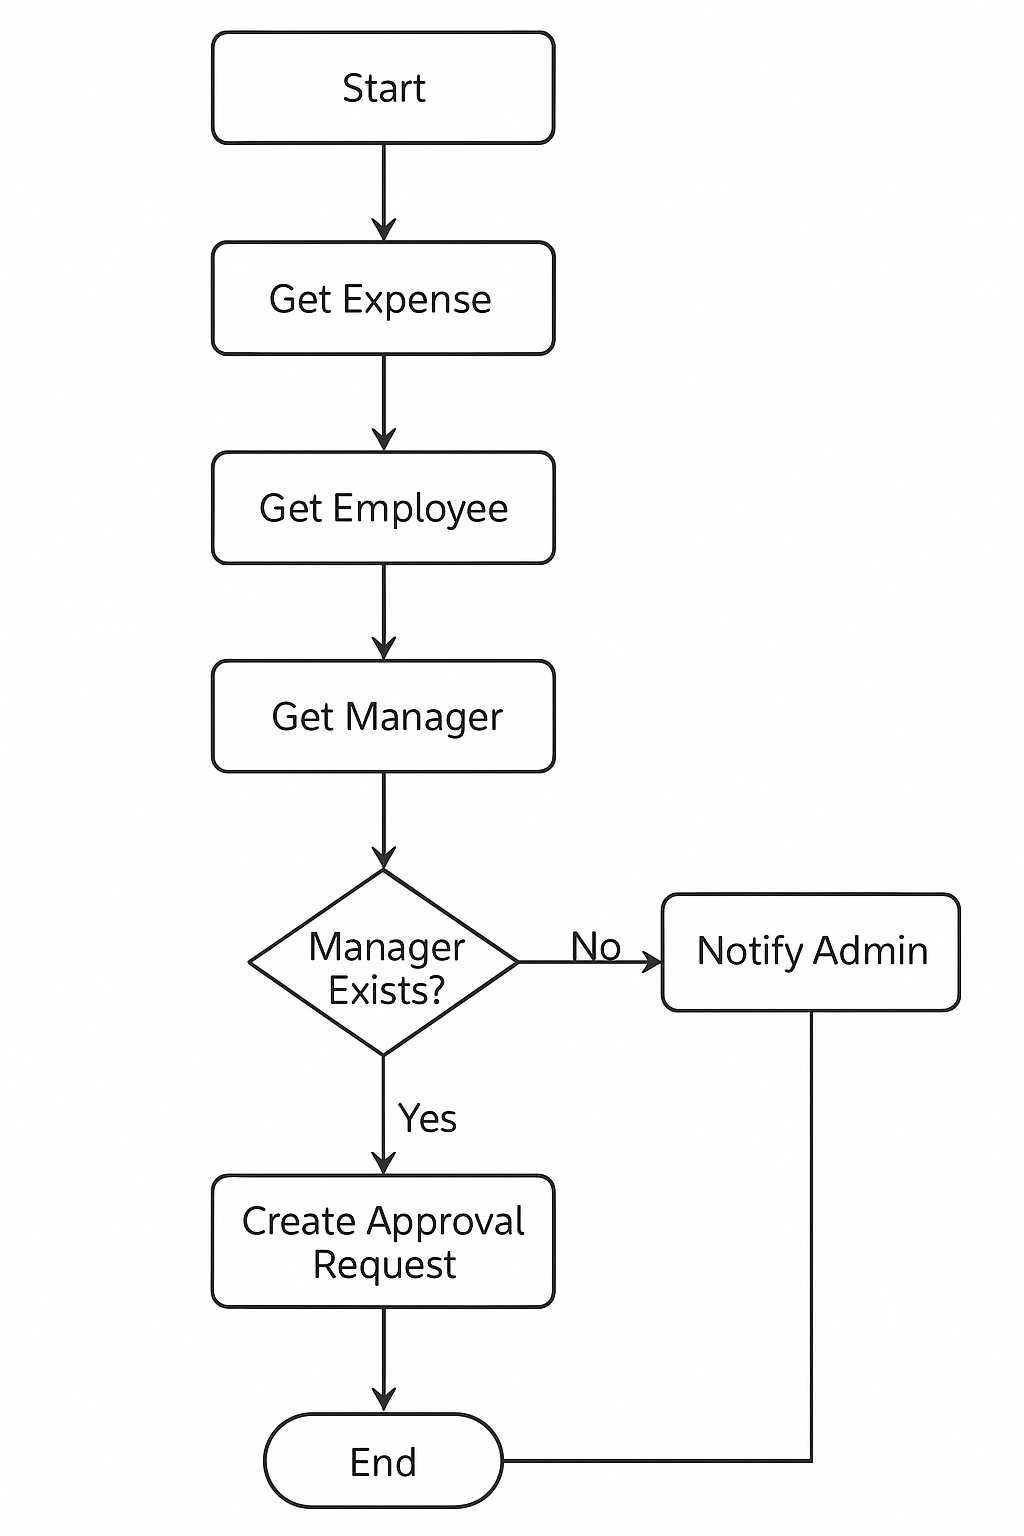 Start
Get Expense
Get Employee
Get Manager
Manager
Exists?
No
Notify Admin
Yes
Create Approval
Request
End